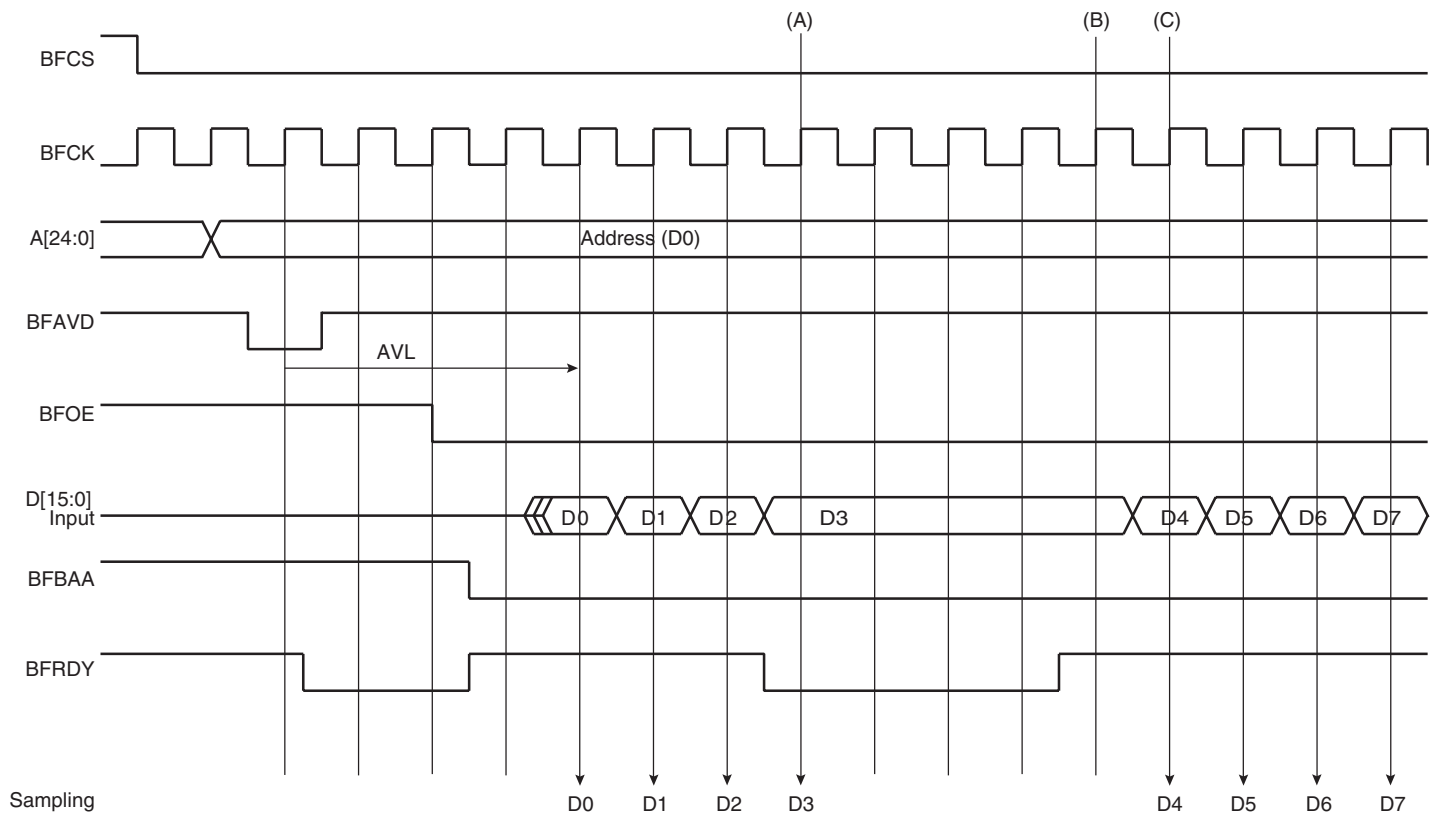 (A) (B) (C)
BFCS
BFCK
A[24:0] Address (D0)
BFAVD
AVL
BFOE
D[15:0]
Input D0 D1 D2 D3 D4 D5 D6 D7
BFBAA
BFRDY
Sampling D0 D1 D2 D3 D4 D5 D6 D7